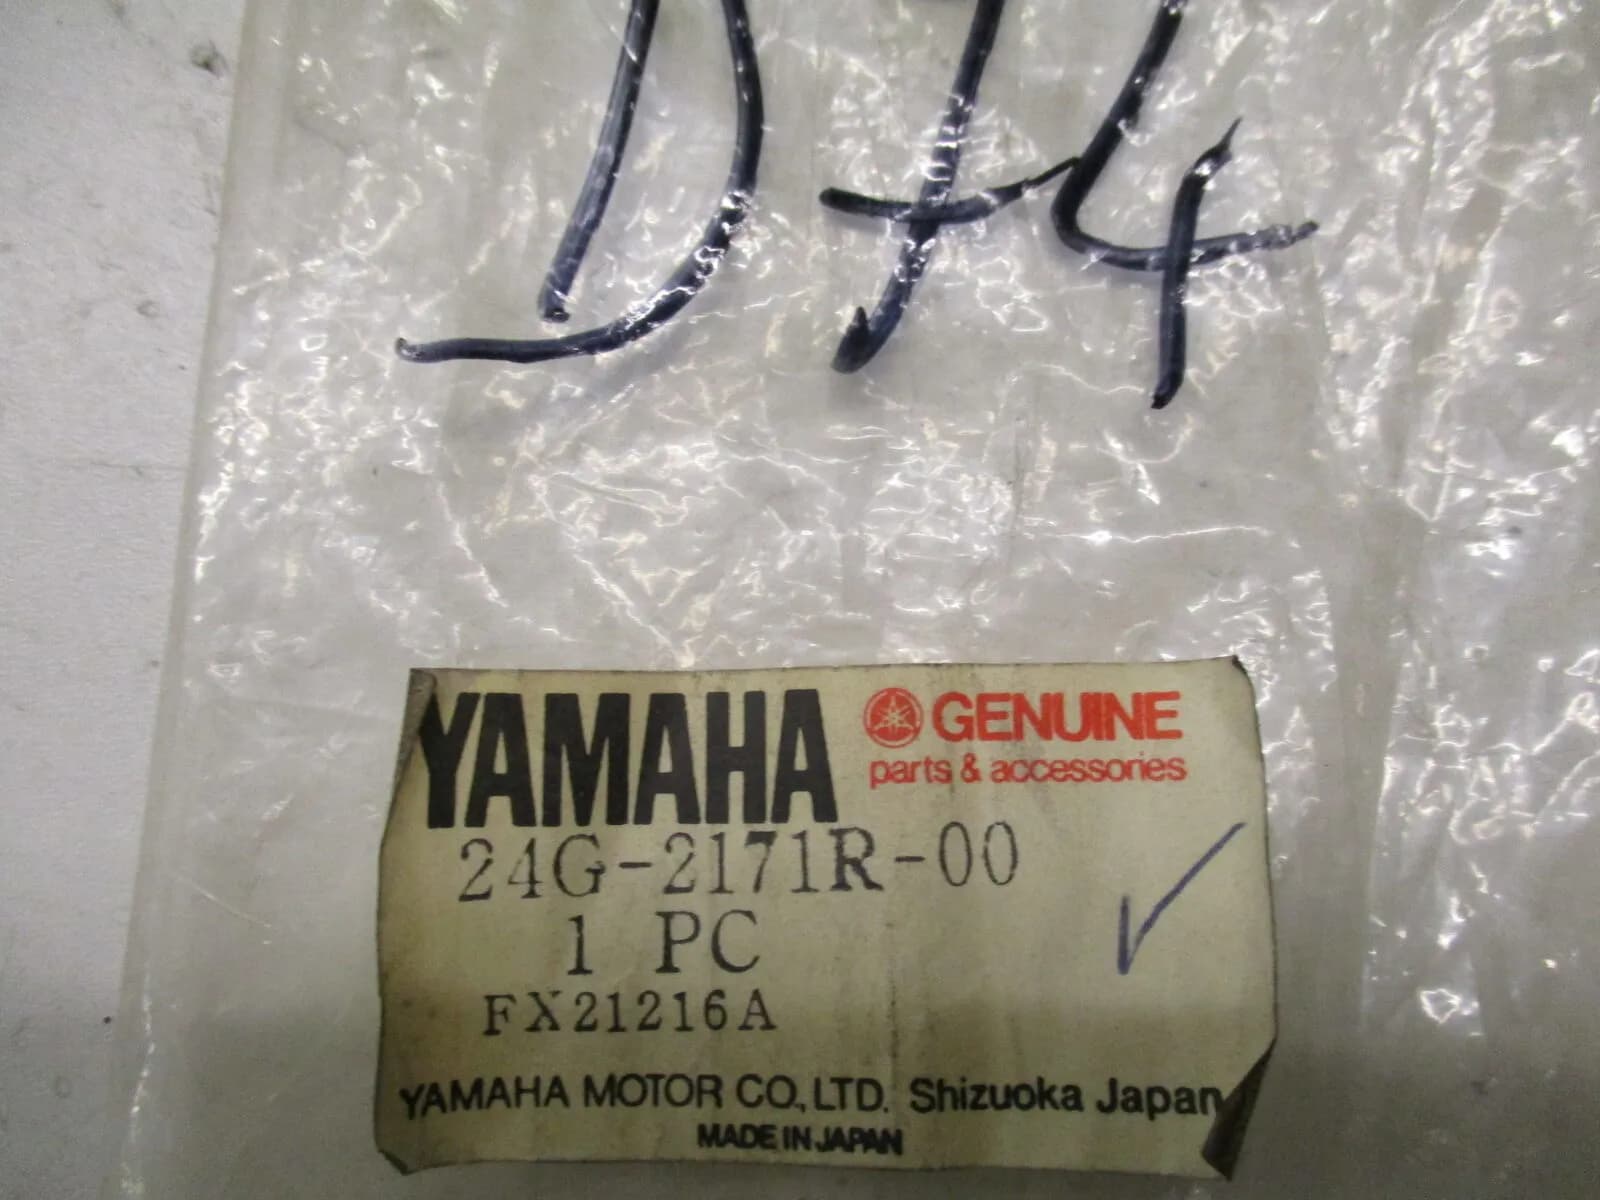 D74
YAMAHA GENUINE
parts & accessories
24G-2171R-00
1 PC
FX21216A
YAMAHA MOTOR CO., LTD. Shizuoka Japan
MADE IN JAPAN